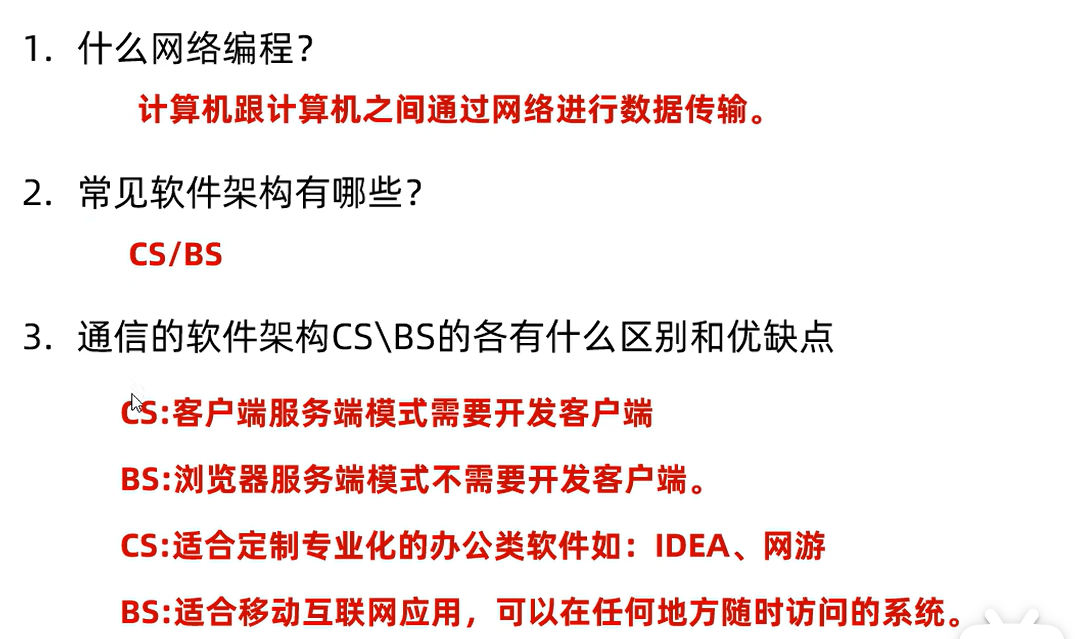 1. 什么网络编程?
计算机跟计算机之间通过网络进行数据传输。
2. 常见软件架构有哪些?
CS/BS
3. 通信的软件架构CS\BS的各有什么区别和优缺点
CS:客户端服务端模式需要开发客户端
BS:浏览器服务端模式不需要开发客户端。
CS:适合定制专业化的办公类软件如：IDEA、网游
BS:适合移动互联网应用，可以在任何地方随时访问的系统。